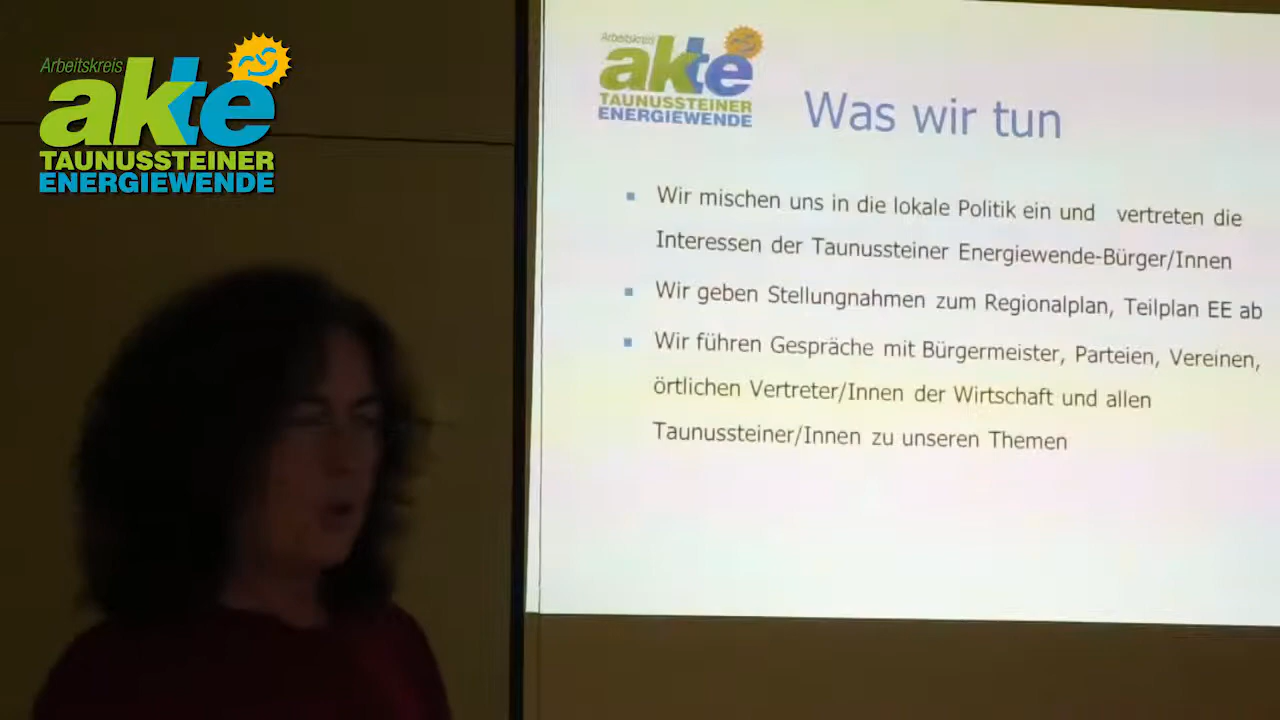 Arbeitskreis
akte
TAUNUSSTEINER
ENERGIEWENDE
Arbeitskreis
akte
TAUNUSSTEINER
ENERGIEWENDE
Was wir tun
Wir mischen uns in die lokale Politik ein und vertreten die
Interessen der Taunussteiner Energiewende-Bürger/Innen
Wir geben Stellungnahmen zum Regionalplan, Teilplan EE ab
Wir führen Gespräche mit Bürgermeister, Parteien, Vereinen,
örtlichen Vertreter/Innen der Wirtschaft und allen
Taunussteiner/Innen zu unseren Themen